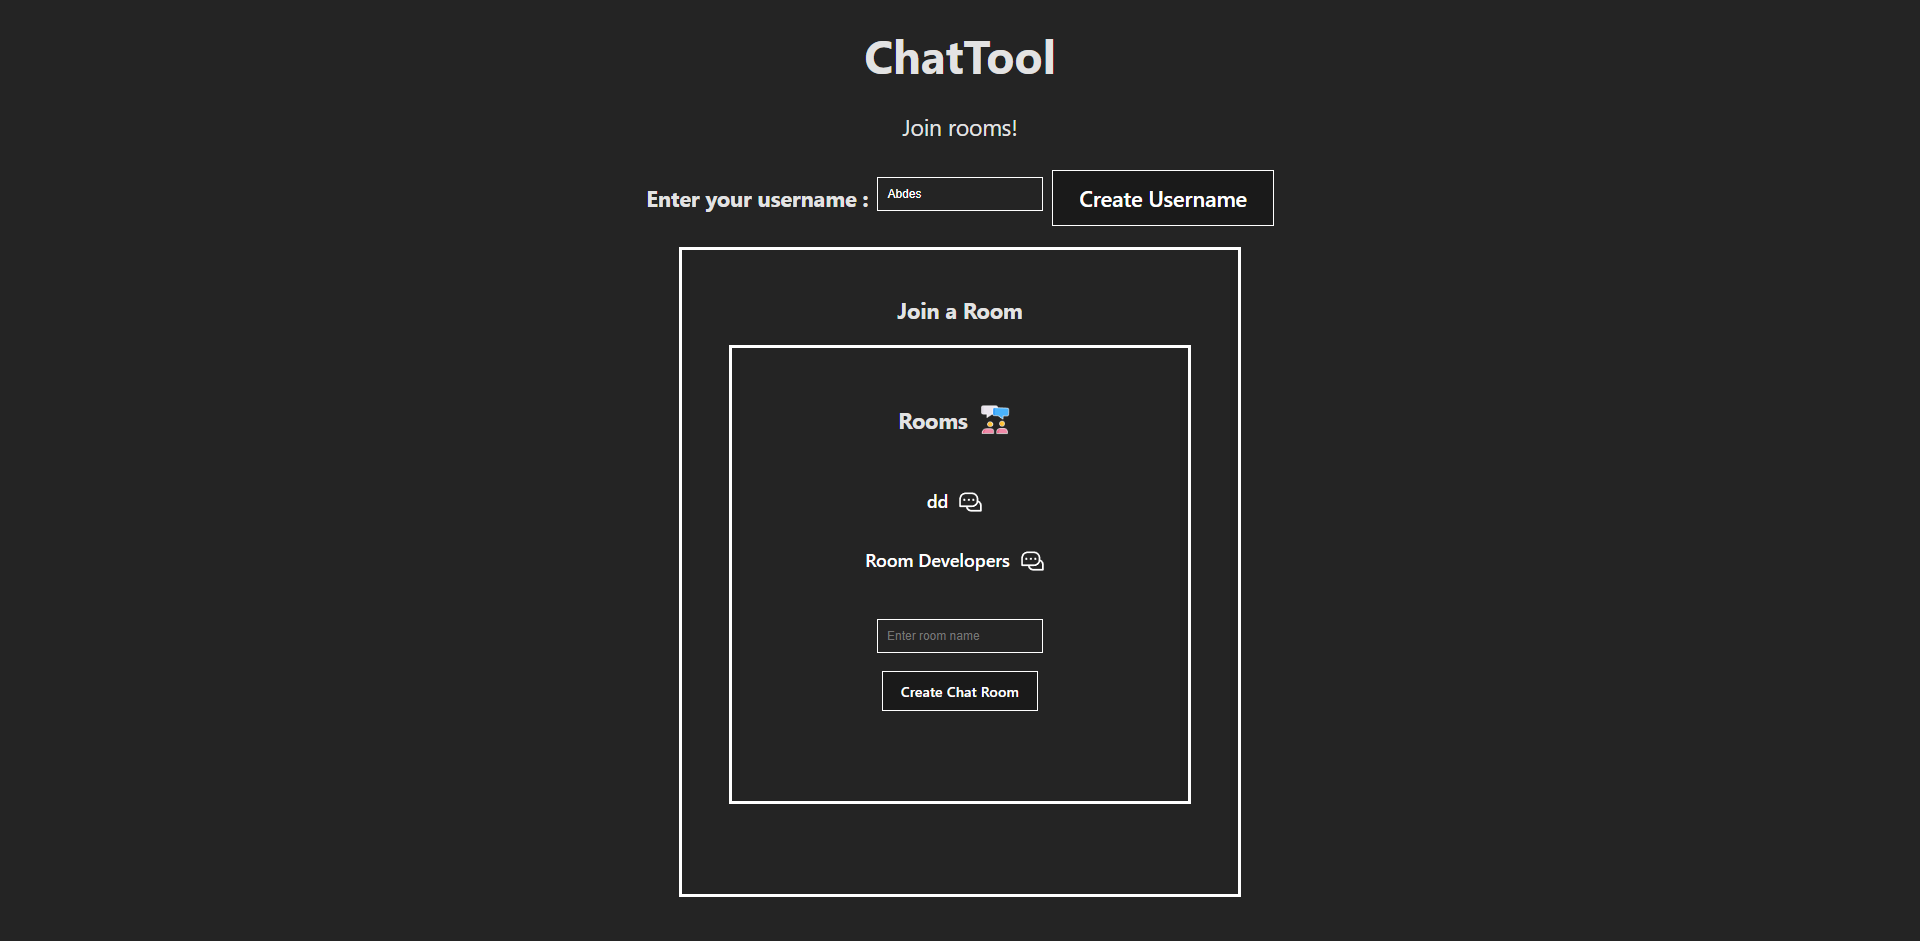 ChatTool
Join rooms!
Enter your username : Abdes Create Username
Join a Room
Rooms
dd
Room Developers
Enter room name
Create Chat Room